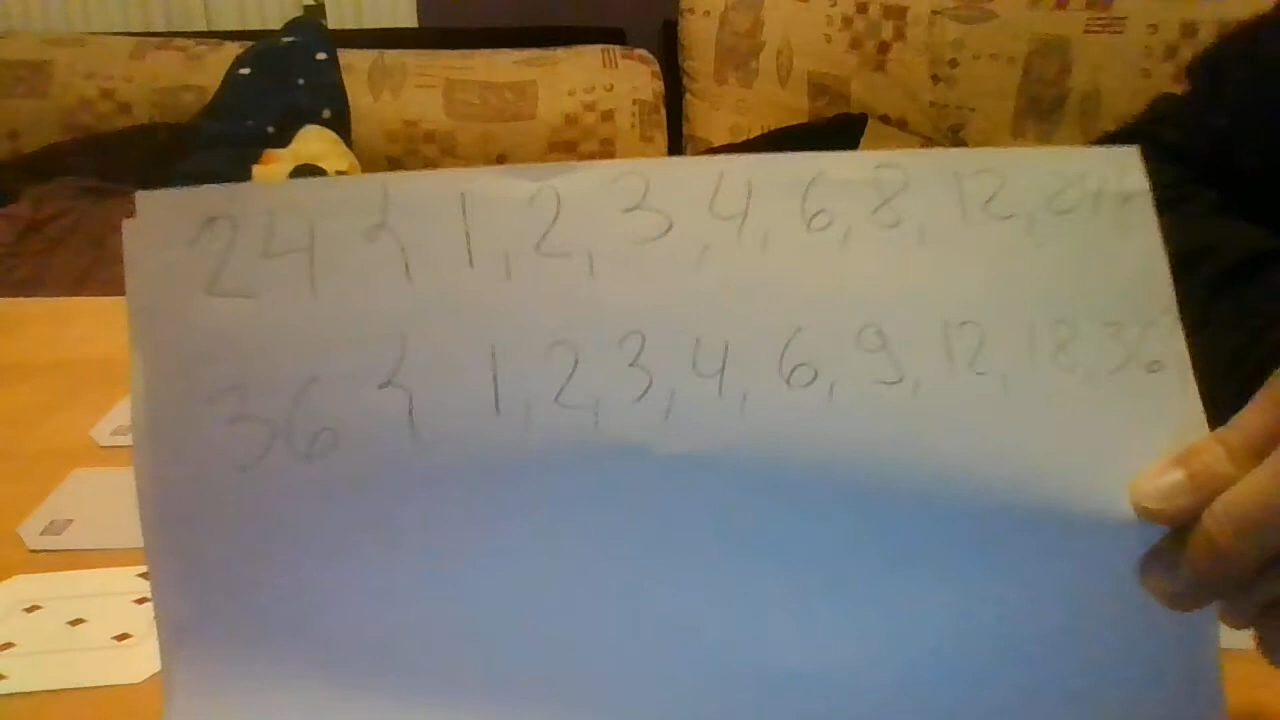 24 { 1, 2, 3, 4, 6, 8, 12, 24
36 { 1, 2, 3, 4, 6, 9, 12, 18, 36